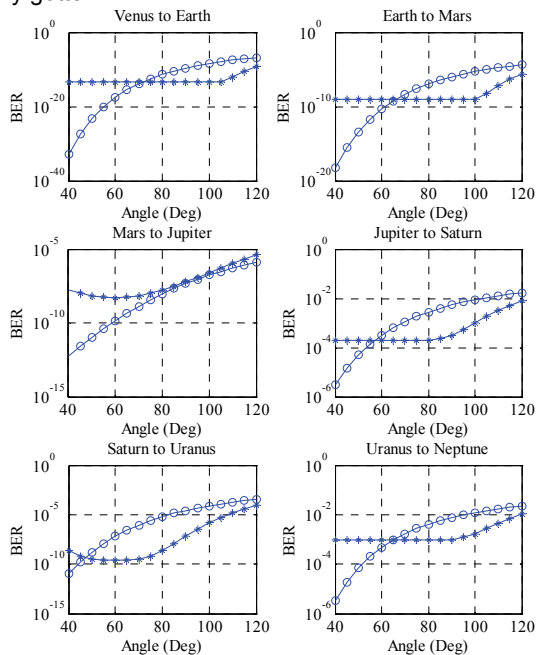 Venus to Earth
10^0
10^-20
10^-40
BER
40 60 80 100 120
Angle (Deg)
Earth to Mars
10^0
10^-10
10^-20
BER
40 60 80 100 120
Angle (Deg)
Mars to Jupiter
10^-5
10^-10
10^-15
BER
40 60 80 100 120
Angle (Deg)
Jupiter to Saturn
10^0
10^-2
10^-4
10^-6
BER
40 60 80 100 120
Angle (Deg)
Saturn to Uranus
10^0
10^-5
10^-10
10^-15
BER
40 60 80 100 120
Angle (Deg)
Uranus to Neptune
10^0
10^-2
10^-4
10^-6
BER
40 60 80 100 120
Angle (Deg)